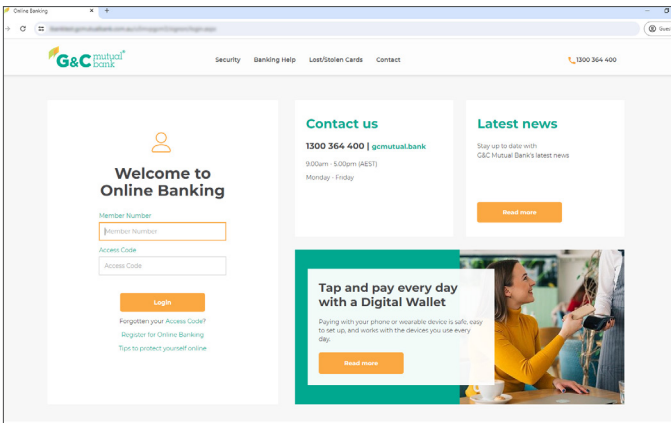 Online Banking
Guest
G&C mutual bank
Security
Banking Help
Lost/Stolen Cards
Contact
1300 364 400
Welcome to
Online Banking
Member Number
Member Number
Access Code
Access Code
Login
Forgotten your Access Code?
Register for Online Banking
Tips to protect yourself online
Contact us
1300 364 400 | gcmutual.bank
9:00am - 5:00pm (AEST)
Monday - Friday
Latest news
Stay up to date with
G&C Mutual Bank's latest news
Read more
Tap and pay every day
with a Digital Wallet
Paying with your phone or wearable device is safe, easy
to set up, and works with the devices you use every
day.
Read more